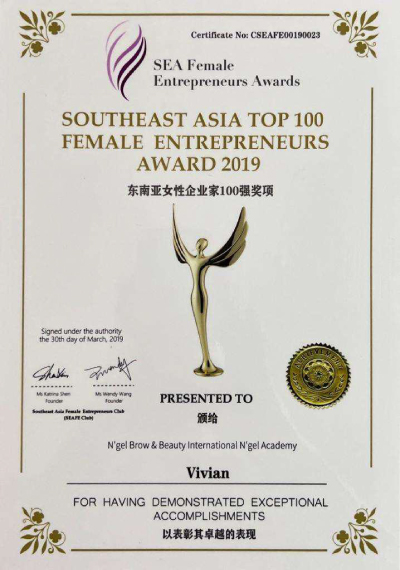 Certificate No: CSEAFE00190023
SEA Female
Entrepreneurs Awards
SOUTHEAST ASIA TOP 100
FEMALE ENTREPRENEURS
AWARD 2019
东南亚女性企业家100强奖项
Signed under the authority
the 30th day of March, 2019
Ms Katrina Shen
Founder
Ms Wendy Wang
Founder
Southeast Asia Female Entrepreneurs Club
(SEAFE Club)
PRESENTED TO
颁给
N'gel Brow & Beauty International N'gel Academy
Vivian
FOR HAVING DEMONSTRATED EXCEPTIONAL
ACCOMPLISHMENTS
以表彰其卓越的表现